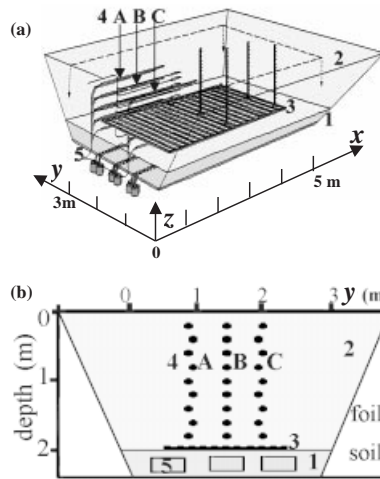 (a)
4 A B C
2
3
1
5
x
y
3m
z
5 m
0
(b)
0 1 2 3 y (m
0
4 A B C 2
1
depth (m)
foil
3
2
soil
5 1